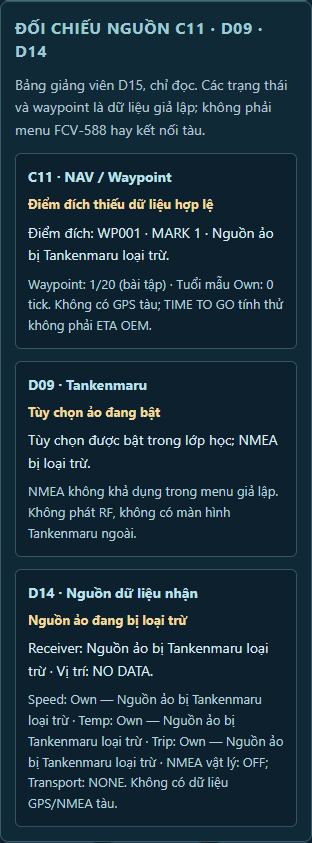 ĐỐI CHIẾU NGUỒN C11 · D09 ·
D14
Bảng giảng viên D15, chỉ đọc. Các trạng thái
và waypoint là dữ liệu giả lập; không phải
menu FCV-588 hay kết nối tàu.
C11 · NAV / Waypoint
Điểm đích thiếu dữ liệu hợp lệ
Điểm đích: WP001 · MARK 1 · Nguồn ảo
bị Tankenmaru loại trừ.
Waypoint: 1/20 (bài tập) · Tuổi mẫu Own: 0
tick. Không có GPS tàu; TIME TO GO tính thử
không phải ETA OEM.
D09 · Tankenmaru
Tùy chọn ảo đang bật
Tùy chọn được bật trong lớp học; NMEA
bị loại trừ.
NMEA không khả dụng trong menu giả lập.
Không phát RF, không có màn hình
Tankenmaru ngoài.
D14 · Nguồn dữ liệu nhận
Nguồn ảo đang bị loại trừ
Receiver: Nguồn ảo bị Tankenmaru loại
trừ · Vị trí: NO DATA.
Speed: Own — Nguồn ảo bị Tankenmaru
loại trừ · Temp: Own — Nguồn ảo bị
Tankenmaru loại trừ · Trip: Own — Nguồn ảo
bị Tankenmaru loại trừ · NMEA vật lý: OFF;
Transport: NONE. Không có dữ liệu
GPS/NMEA tàu.